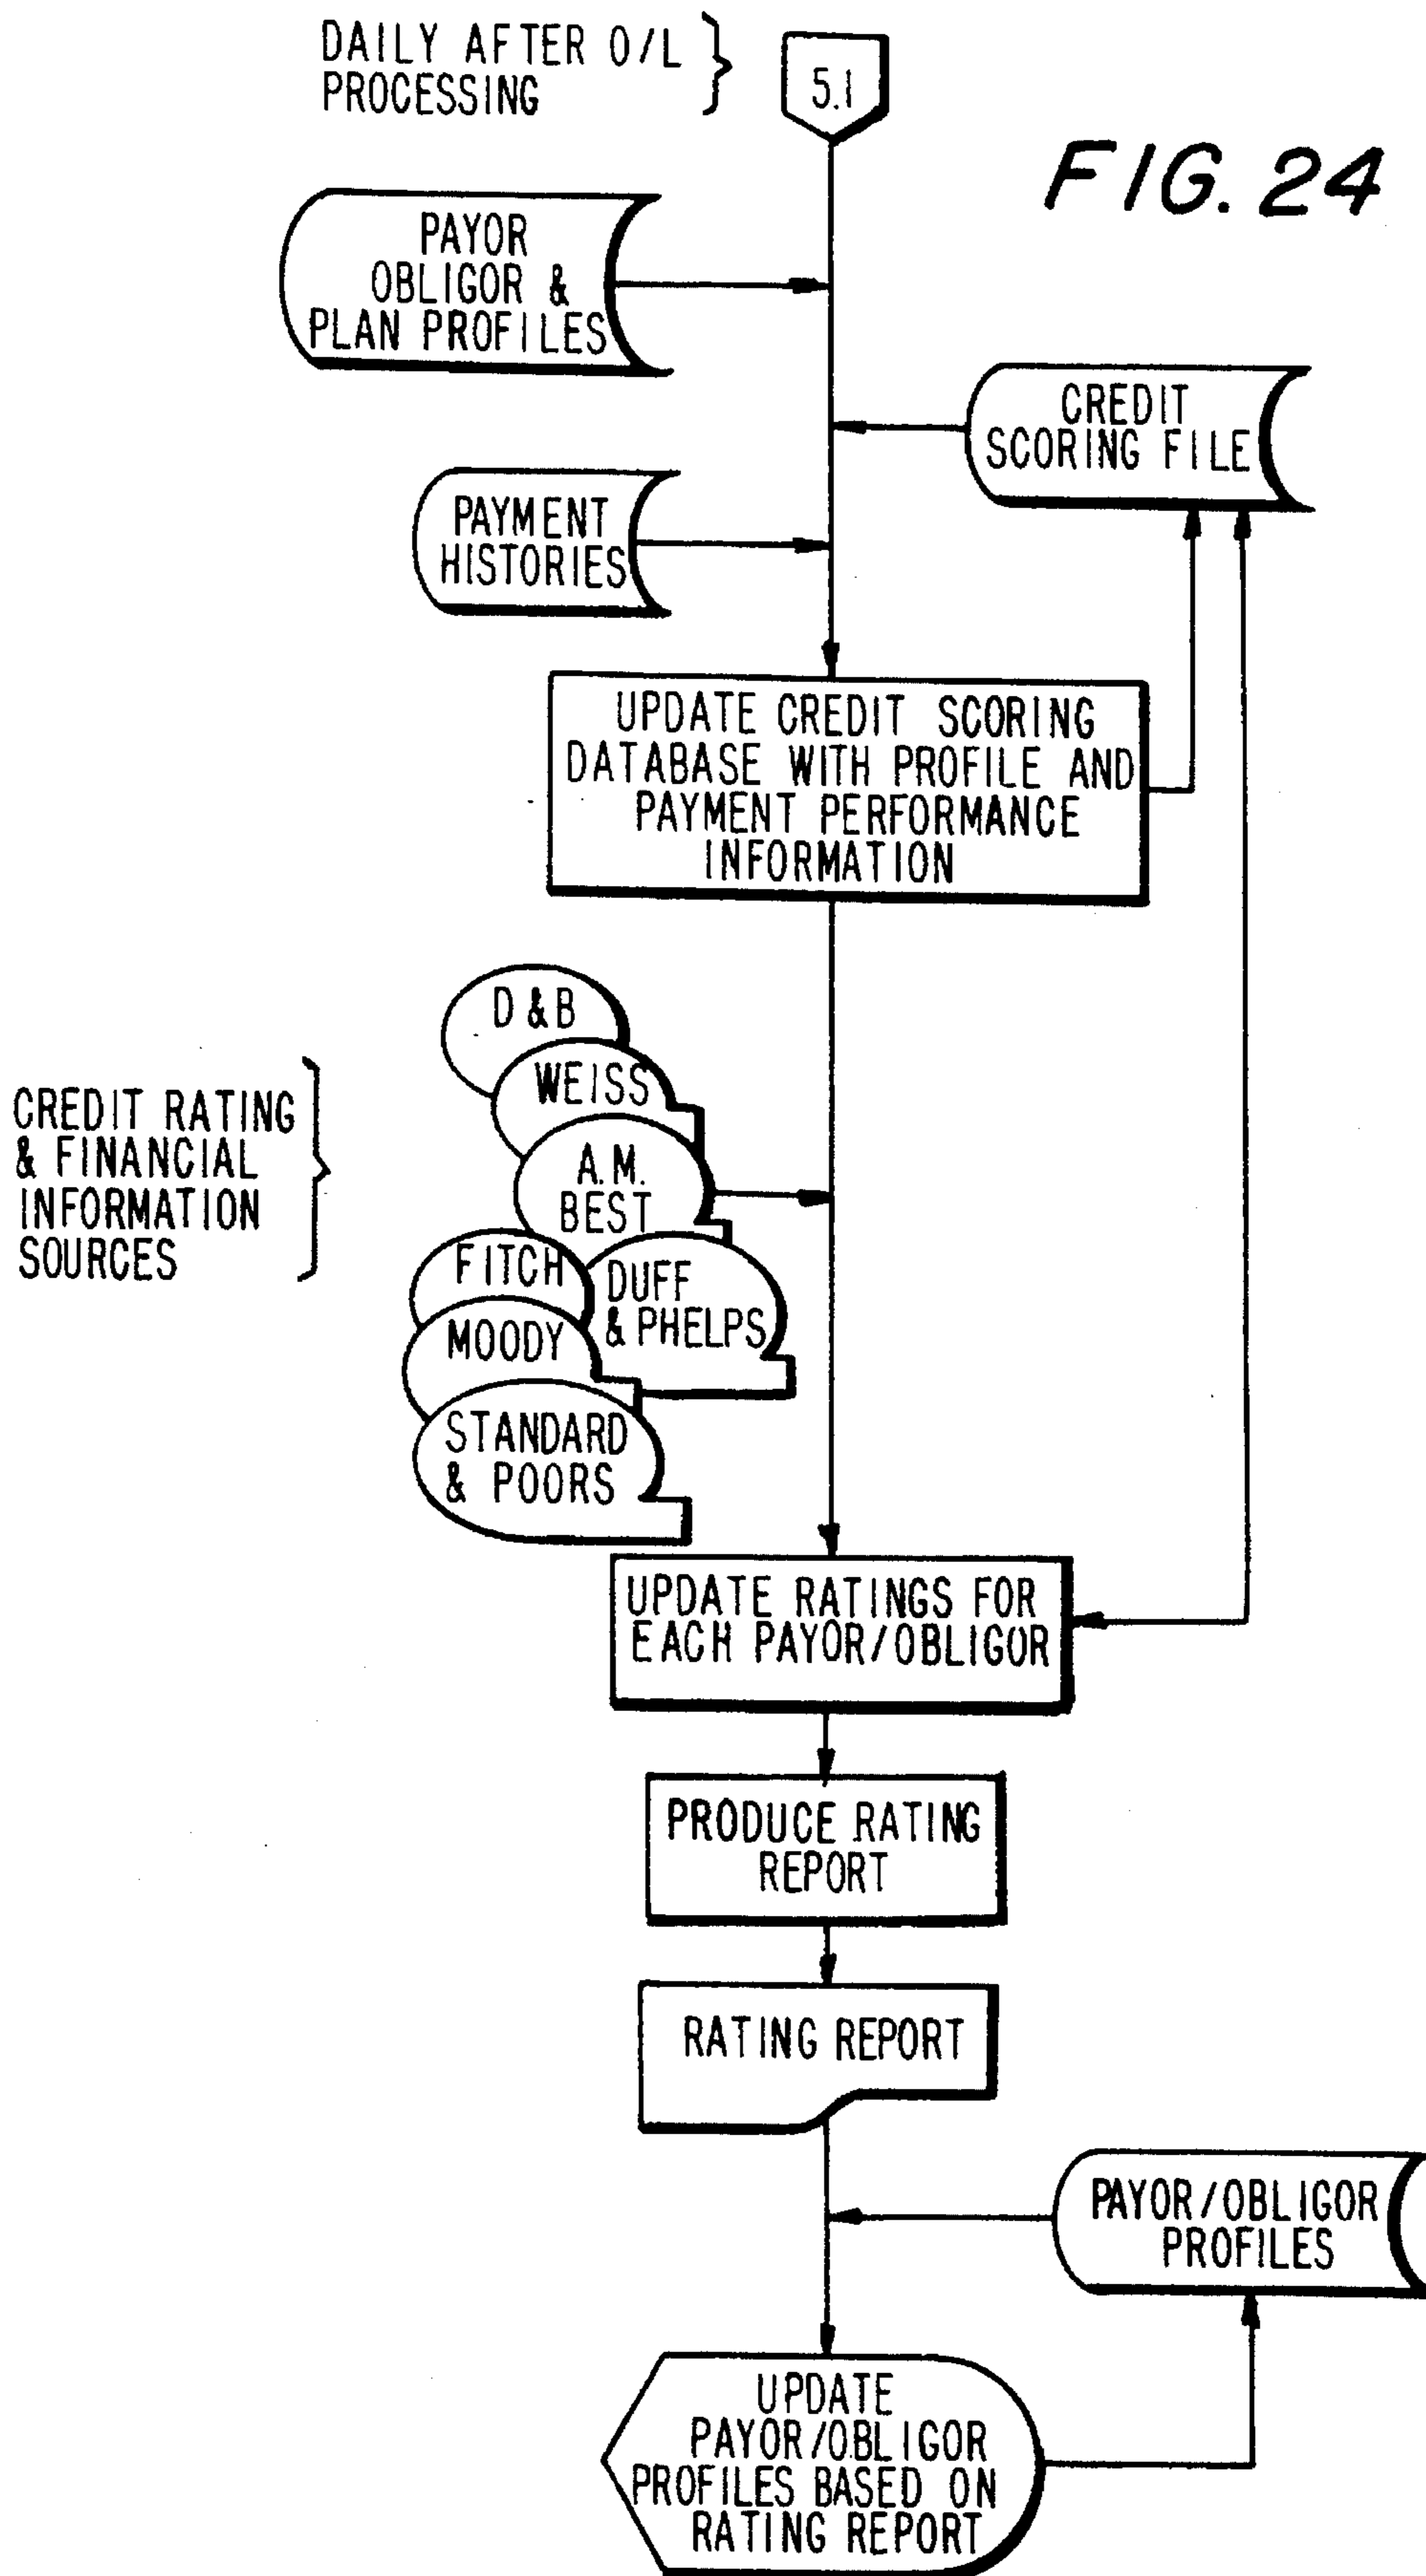 DAILY AFTER O/L
PROCESSING
5.1
FIG. 24
PAYOR
OBLIGOR &
PLAN PROFILES
CREDIT
SCORING FILE
PAYMENT
HISTORIES
UPDATE CREDIT SCORING
DATABASE WITH PROFILE AND
PAYMENT PERFORMANCE
INFORMATION
CREDIT RATING
& FINANCIAL
INFORMATION
SOURCES
D & B
WEISS
A.M.
BEST
FITCH
DUFF
& PHELPS
MOODY
STANDARD
& POORS
UPDATE RATINGS FOR
EACH PAYOR/OBLIGOR
PRODUCE RATING
REPORT
RATING REPORT
PAYOR/OBLIGOR
PROFILES
UPDATE
PAYOR/OBLIGOR
PROFILES BASED ON
RATING REPORT